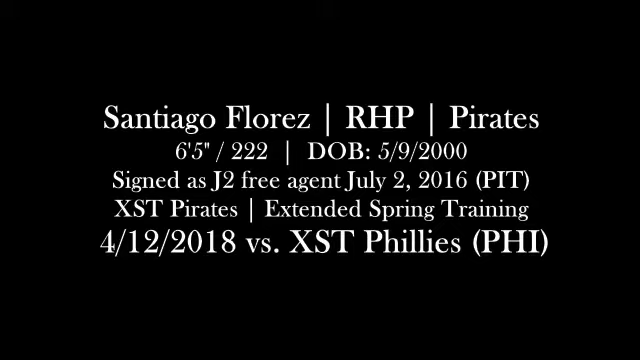 Santiago Florez | RHP | Pirates
6'5" / 222 | DOB: 5/9/2000
Signed as J2 free agent July 2, 2016 (PIT)
XST Pirates | Extended Spring Training
4/12/2018 vs. XST Phillies (PHI)